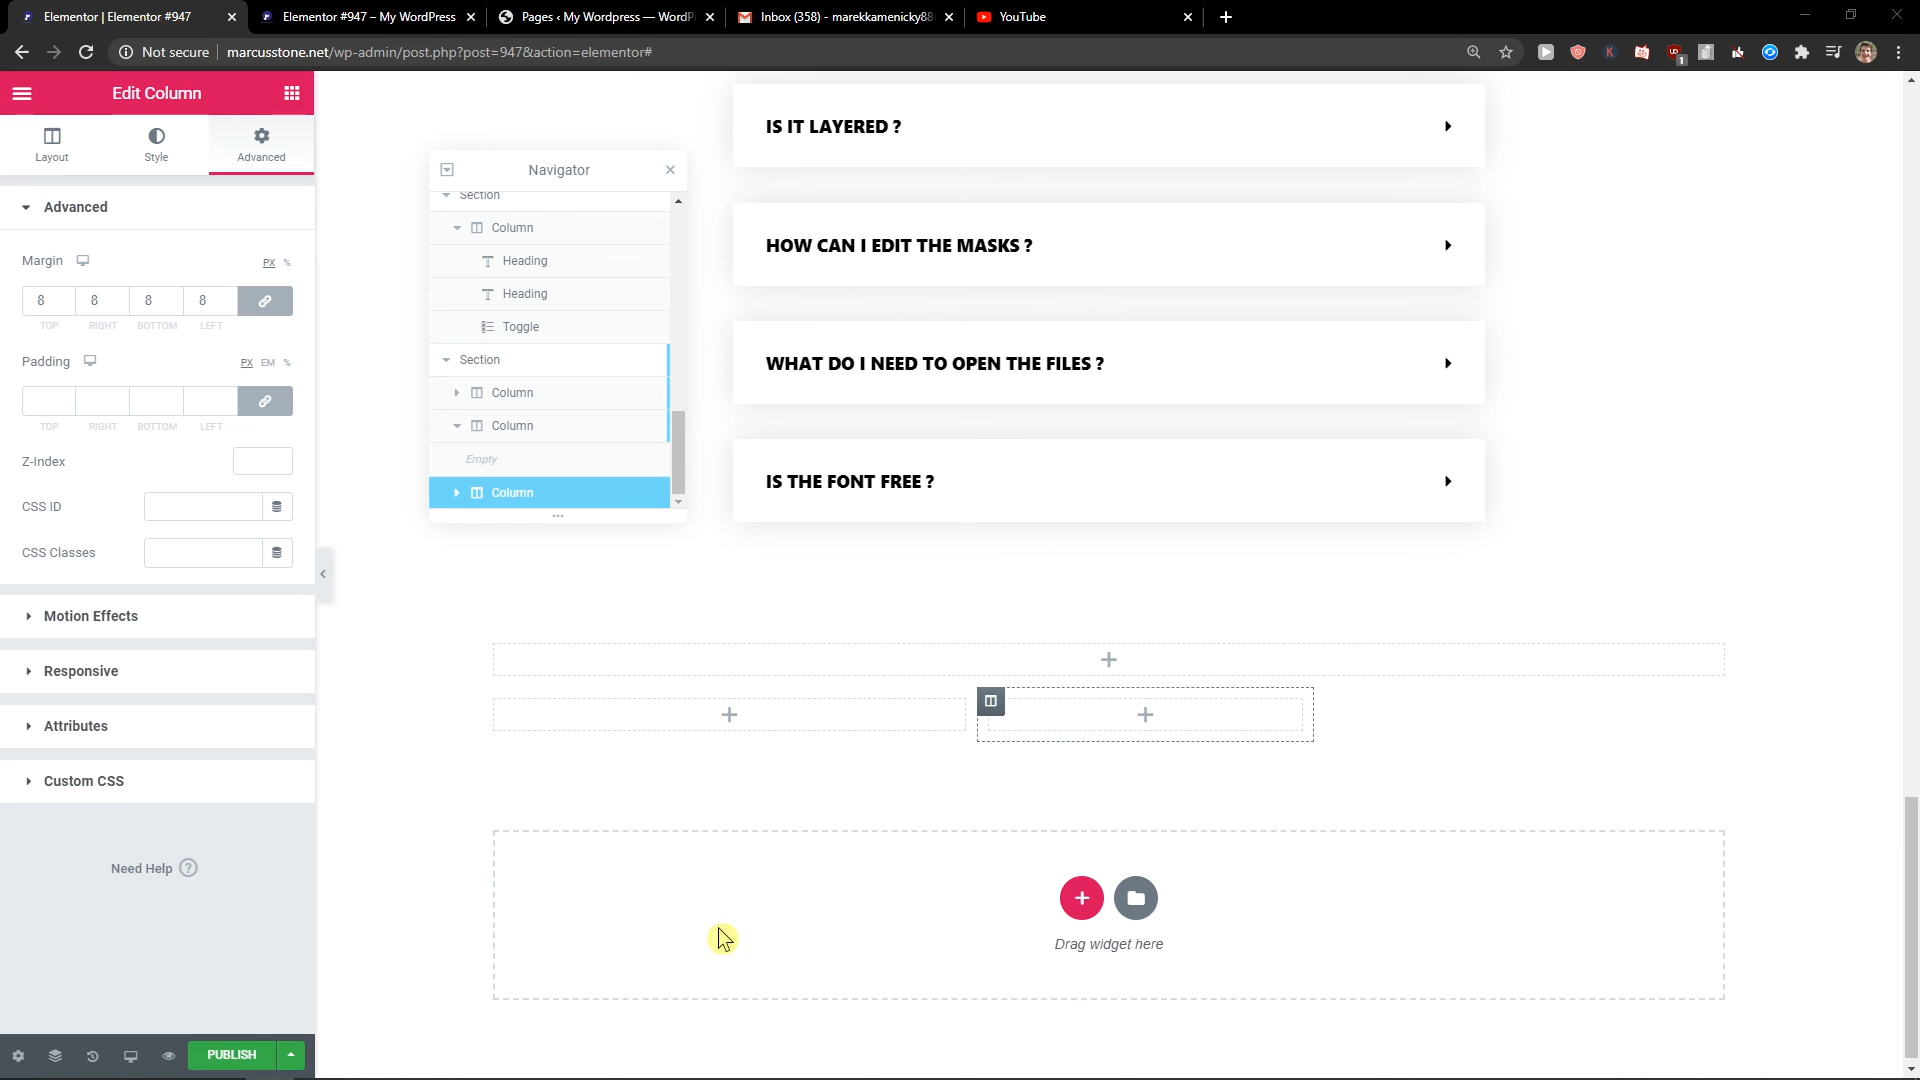 Elementor | Elementor #947
Elementor #947 – My WordPress
Pages ‹ My Wordpress — WordP
Inbox (358) - marekkamenicky88
YouTube
Not secure
marcusstone.net/wp-admin/post.php?post=947&action=elementor#
Edit Column
Layout
Style
Advanced
Advanced
Margin
PX %
8 8 8 8
TOP RIGHT BOTTOM LEFT
Padding
PX EM %
TOP RIGHT BOTTOM LEFT
Z-Index
CSS ID
CSS Classes
Motion Effects
Responsive
Attributes
Custom CSS
Need Help ?
PUBLISH
Navigator
Section
Column
Heading
Heading
Toggle
Section
Column
Column
Empty
Column
IS IT LAYERED ?
HOW CAN I EDIT THE MASKS ?
WHAT DO I NEED TO OPEN THE FILES ?
IS THE FONT FREE ?
Drag widget here